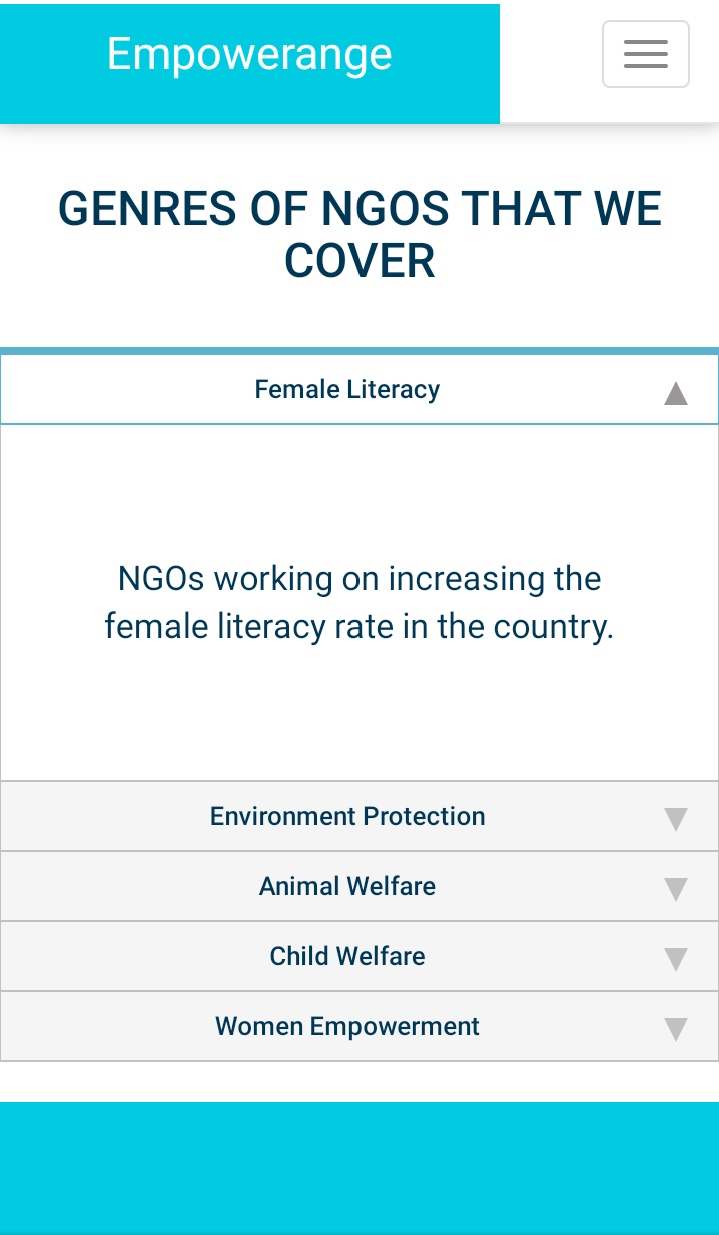 Empowerange
GENRES OF NGOS THAT WE
COVER
Female Literacy
NGOs working on increasing the
female literacy rate in the country.
Environment Protection
Animal Welfare
Child Welfare
Women Empowerment